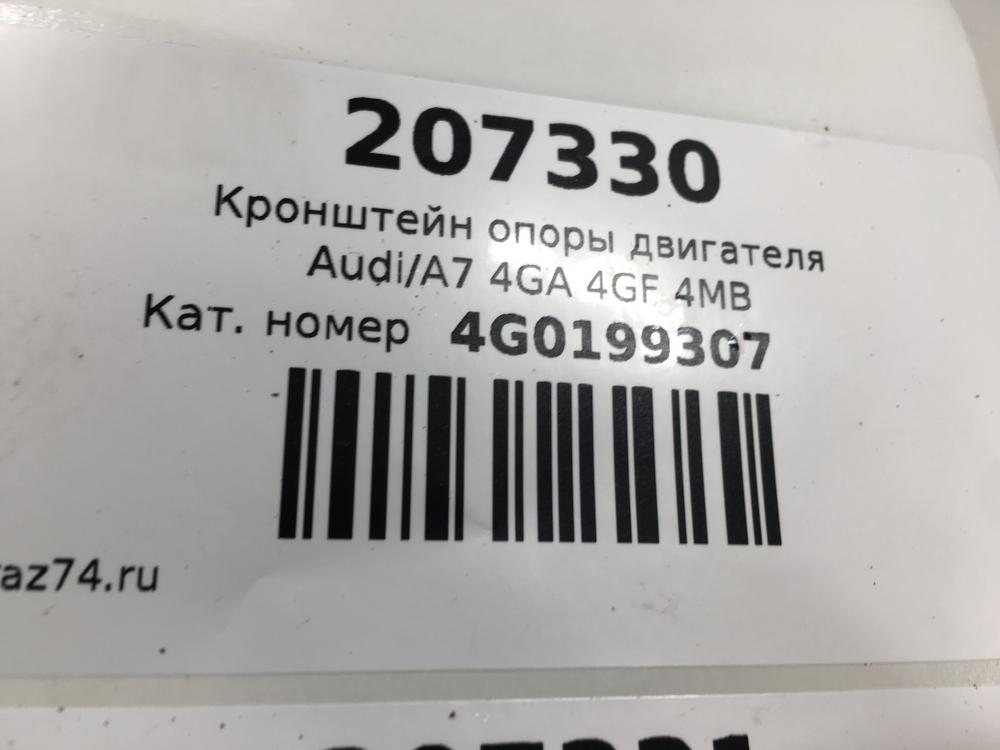 207330
Кронштейн опоры двигателя
Audi/A7 4GA 4GF 4MB
Кат. номер 4G0199307
az74.ru